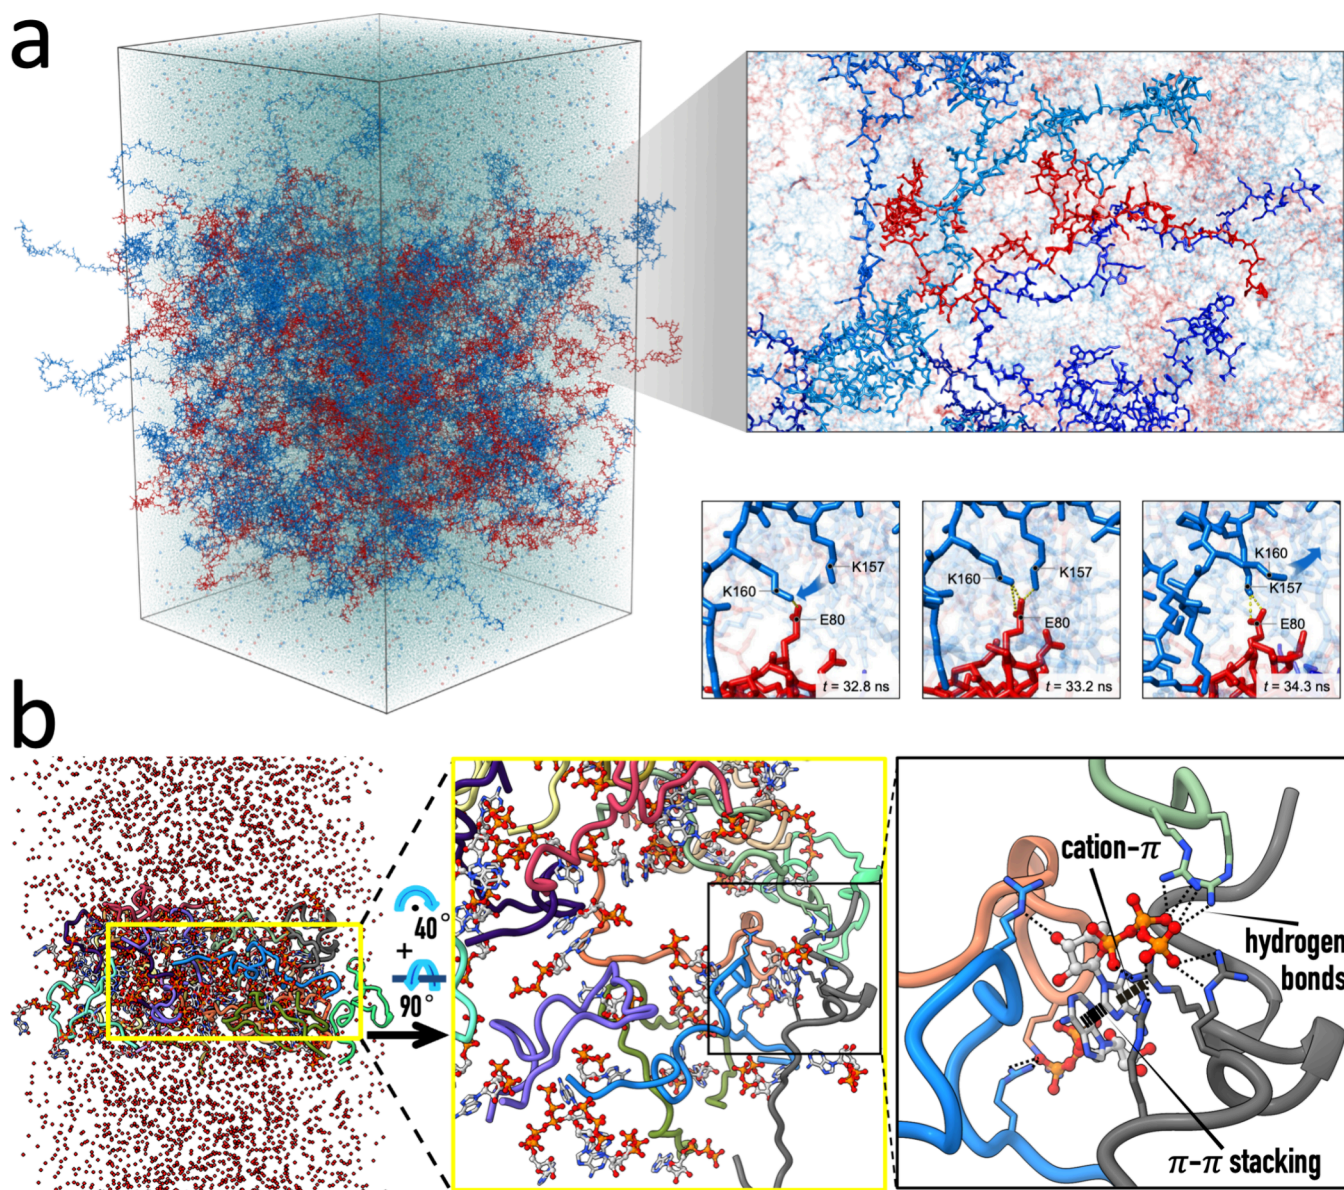 a
K157
K160
E80
t = 32.8 ns
K160
K157
E80
t = 33.2 ns
K160
K157
E80
t = 34.3 ns
b
40°
+
90°
cation-π
hydrogen
bonds
π-π stacking